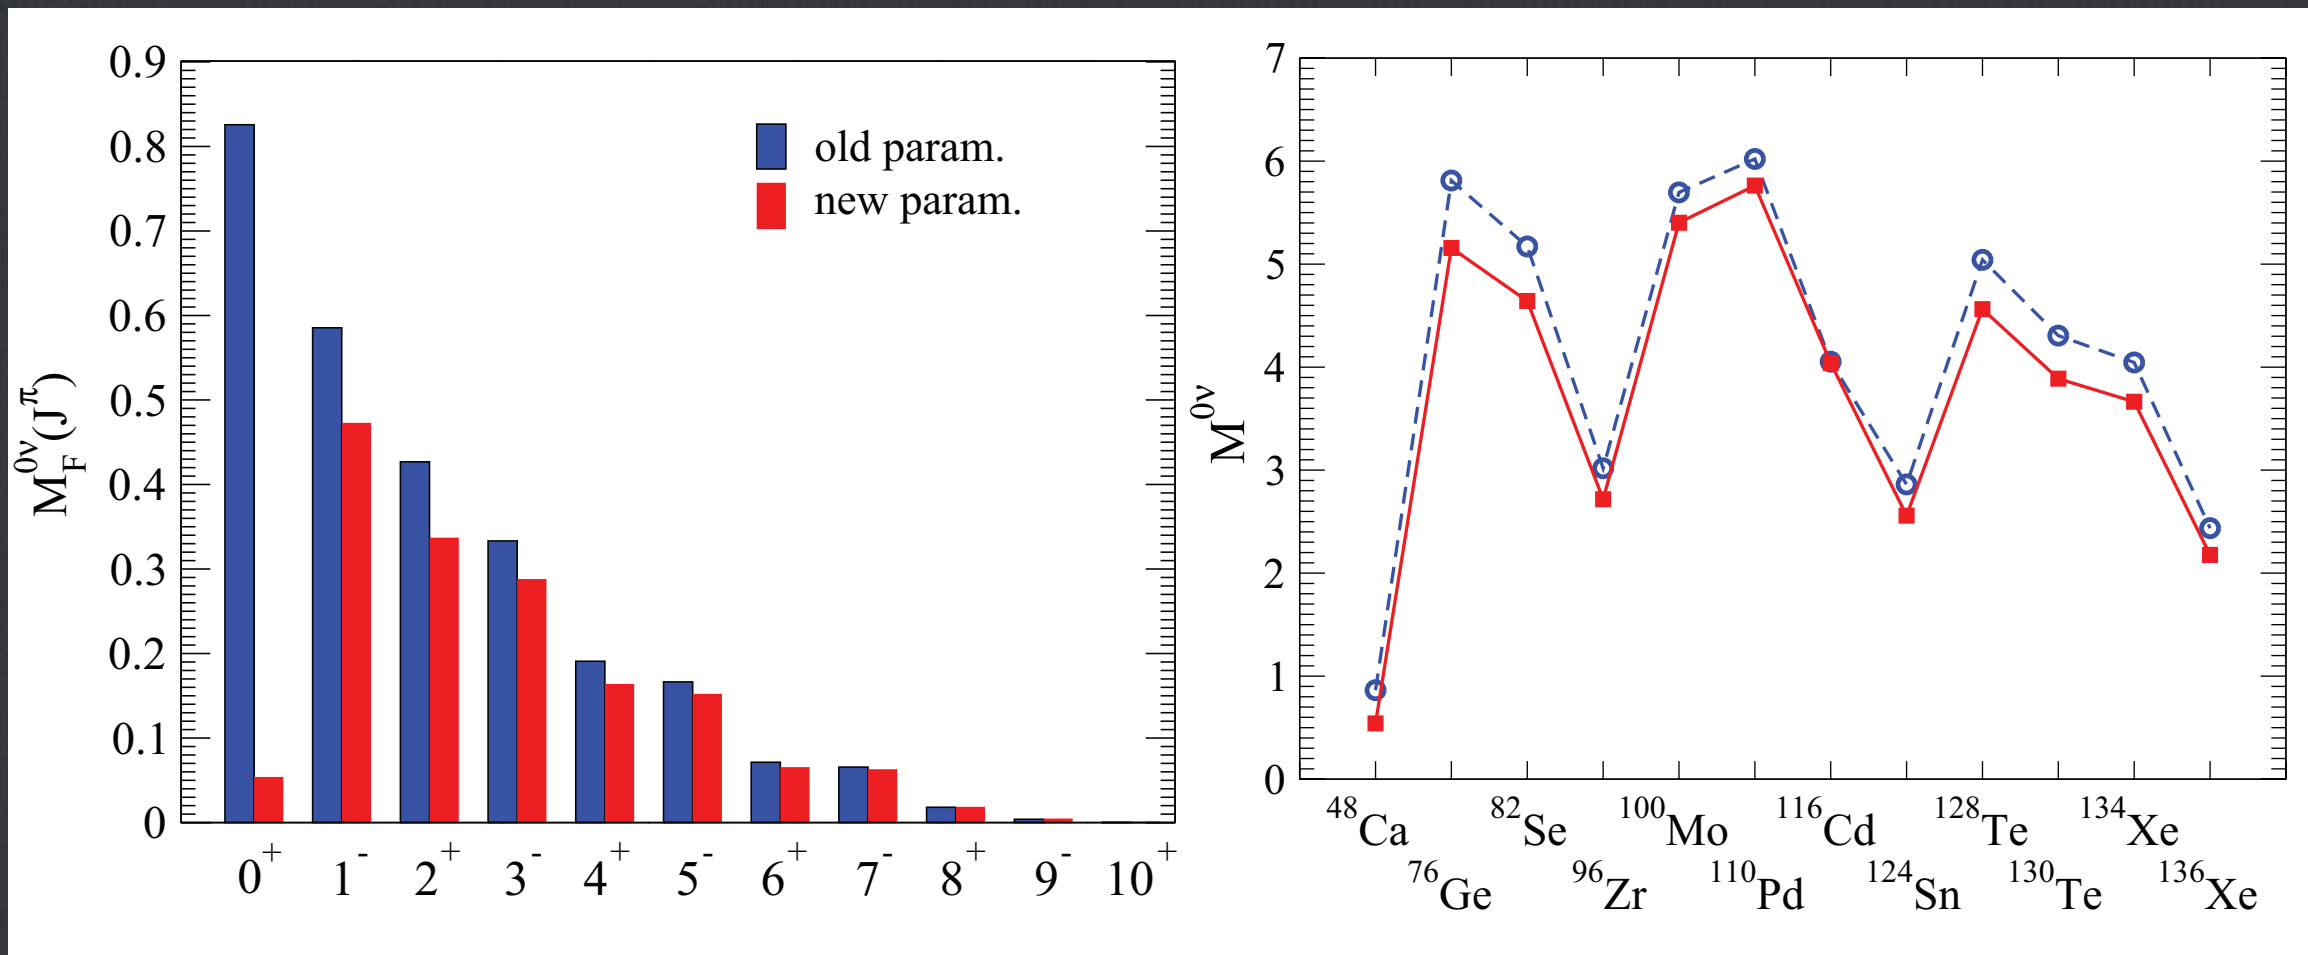 0.9
0.8
0.7
0.6
0.5
0.4
0.3
0.2
0.1
0
M_F^{0ν}(J^π)
old param.
new param.
0⁺ 1⁻ 2⁺ 3⁻ 4⁺ 5⁻ 6⁺ 7⁻ 8⁺ 9⁻ 10⁺
7
6
5
4
3
2
1
0
M^{0ν}
⁴⁸Ca ⁸²Se ¹⁰⁰Mo ¹¹⁶Cd ¹²⁸Te ¹³⁴Xe
⁷⁶Ge ⁹⁶Zr ¹¹⁰Pd ¹²⁴Sn ¹³⁰Te ¹³⁶Xe